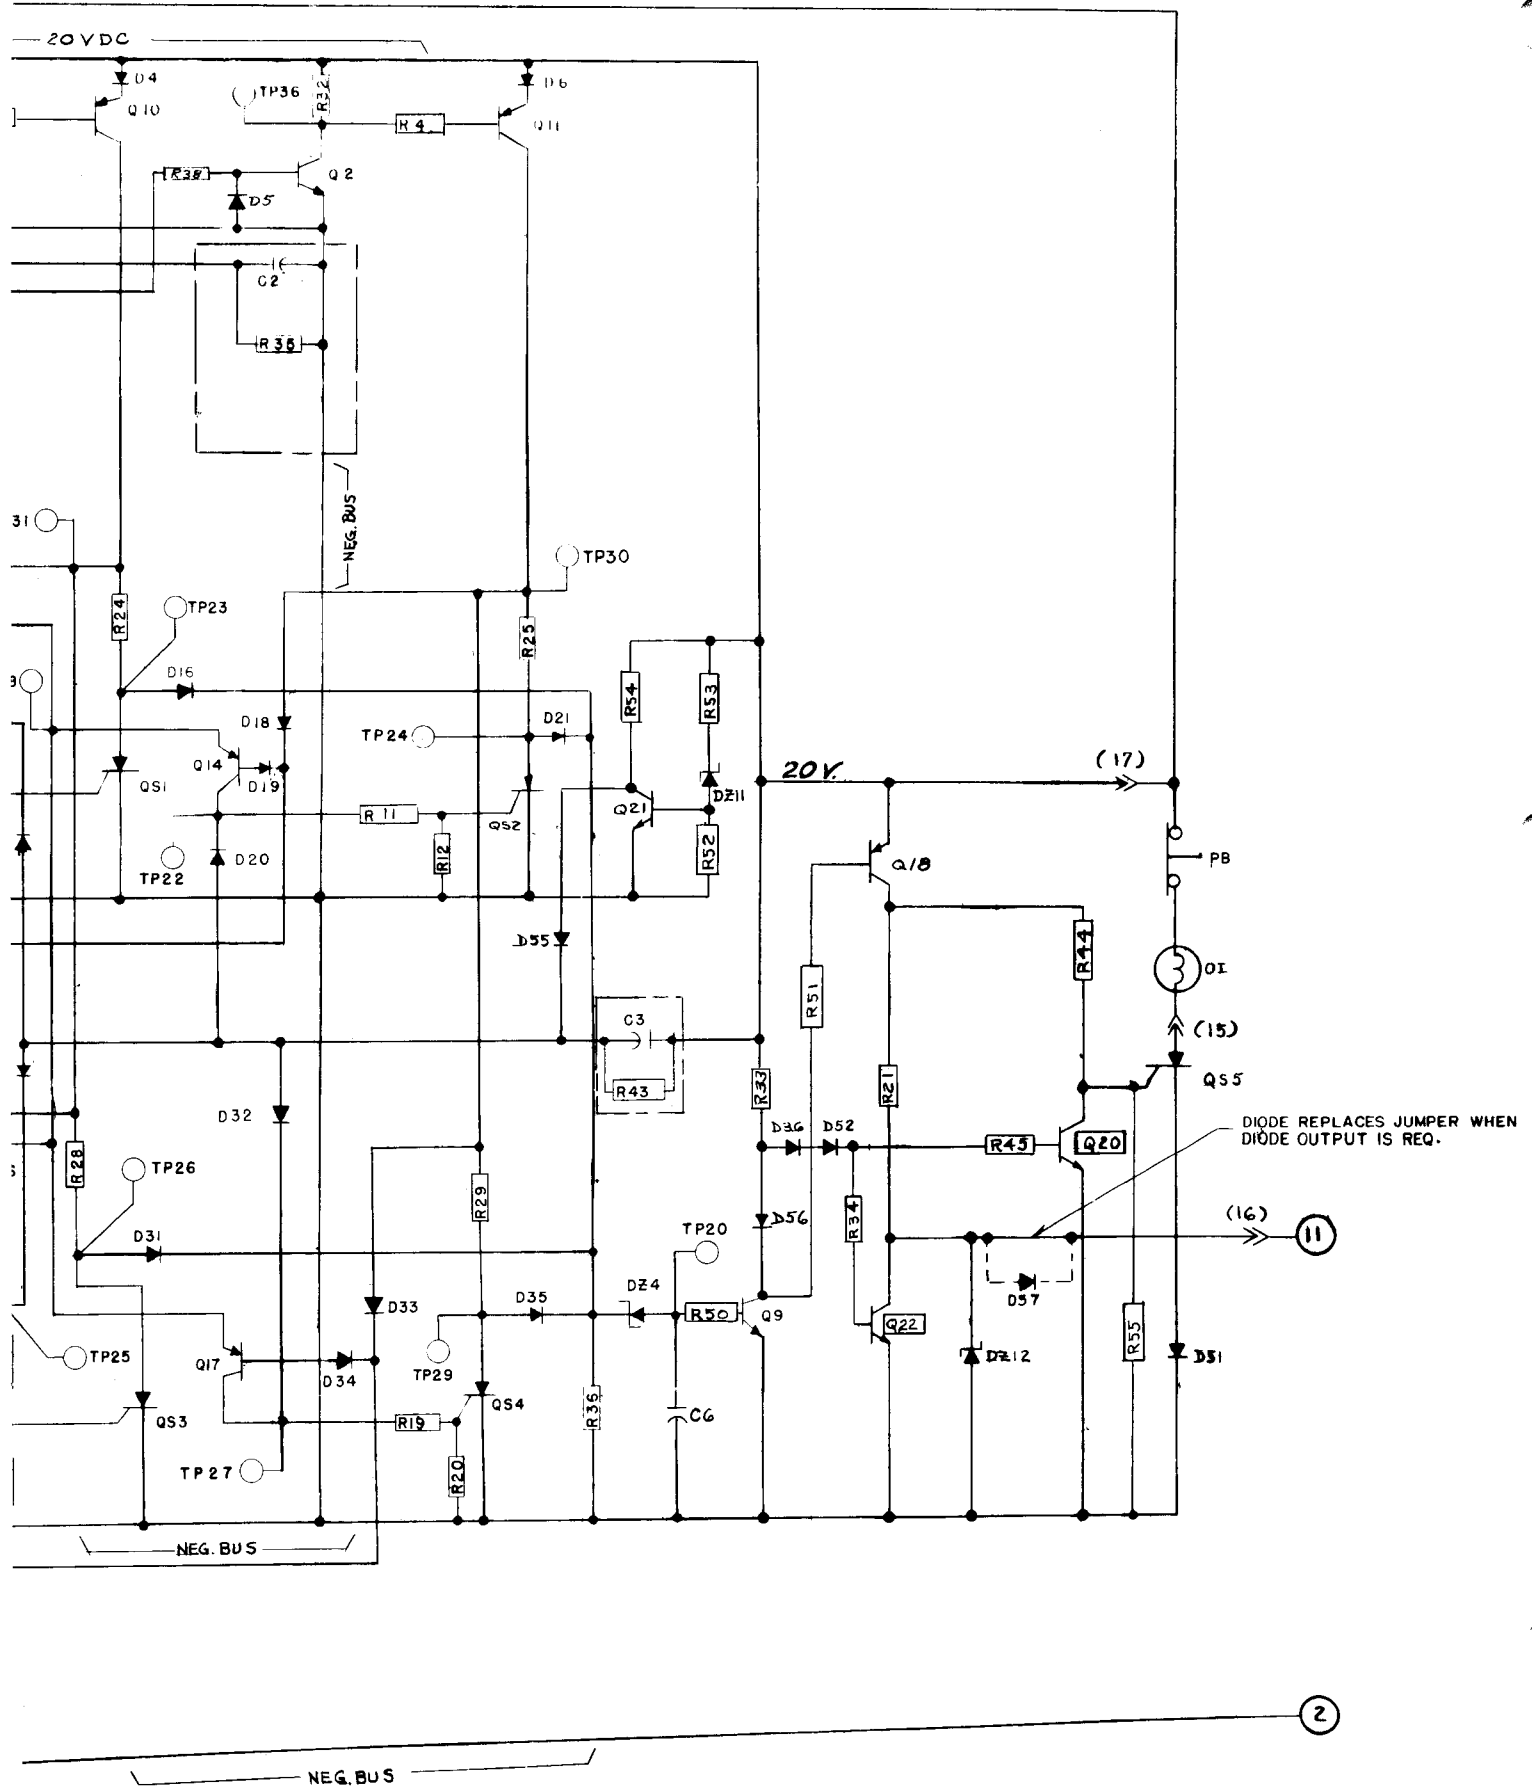 20 VDC
D4
TP36
R32
D6
Q10
R4
Q11
R38
Q2
D5
C2
R35
NEG. BUS
31
TP30
R24
TP23
R25
D16
R54
R53
D18
TP24
D21
Q14
D19
QS1
20 V.
(17)
DZ11
Q21
R11
QS2
R12
R52
D20
TP22
Q18
PB
D55
R44
OI
R51
C3
(15)
R43
R33
R21
QS5
D32
D36
D52
R45
Q20
DIODE REPLACES JUMPER WHEN
DIODE OUTPUT IS REQ.
R28
TP26
R29
R34
TP20
D56
(16)
11
D31
DZ4
D35
D33
R50
Q9
D57
Q22
R55
TP25
Q17
D34
TP29
DZ12
D51
QS4
R36
QS3
R19
C6
TP27
R20
NEG. BUS
2
NEG. BUS